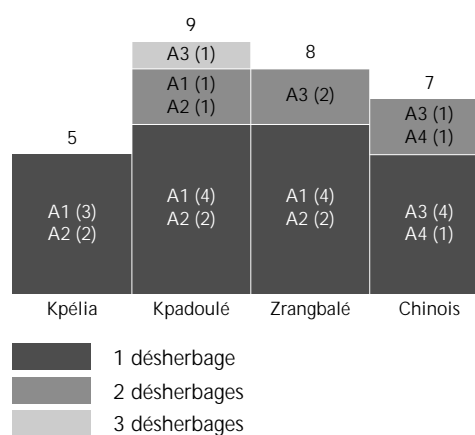 9
A3 (1)
8
A1 (1)
A2 (1)
A3 (2)
7
A3 (1)
A4 (1)
5
A1 (3)
A2 (2)
A1 (4)
A2 (2)
A1 (4)
A2 (2)
A3 (4)
A4 (1)
Kpélia
Kpadoulé
Zrangbalé
Chinois
1 désherbage
2 désherbages
3 désherbages